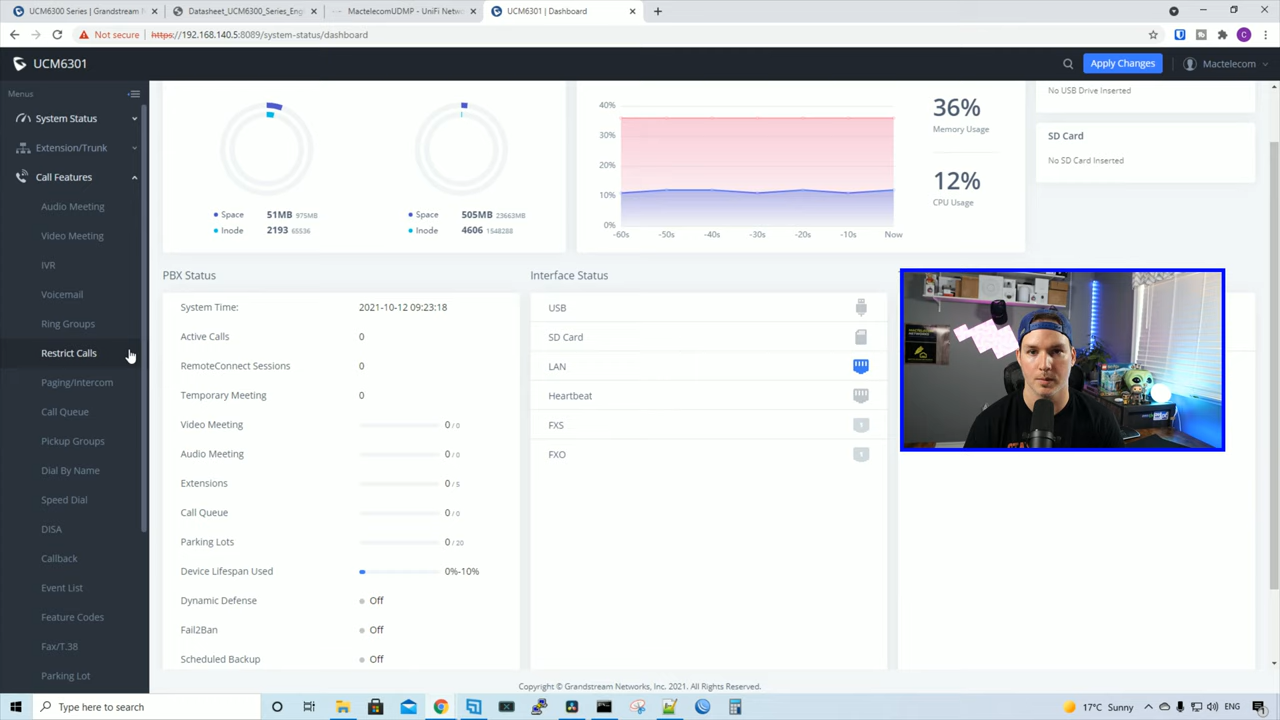 UCM6300 Series | Grandstream N
Datasheet_UCM6300_Series_Eng
MactelecomUDMP - UniFi Netw
UCM6301 | Dashboard
Not secure
https://192.168.140.5:8089/system-status/dashboard
C
UCM6301
Apply Changes
Mactelecom
Menus
System Status
Extension/Trunk
Call Features
Audio Meeting
Video Meeting
IVR
Voicemail
Ring Groups
Restrict Calls
Paging/Intercom
Call Queue
Pickup Groups
Dial By Name
Speed Dial
DISA
Callback
Event List
Feature Codes
Fax/T.38
Parking Lot
Space 51MB 975MB
Inode 2193 65536
Space 505MB 23663MB
Inode 4606 1548288
40%
30%
20%
10%
0%
-60s -50s -40s -30s -20s -10s Now
36%
Memory Usage
12%
CPU Usage
No USB Drive Inserted
SD Card
No SD Card Inserted
PBX Status
System Time: 2021-10-12 09:23:18
Active Calls 0
RemoteConnect Sessions 0
Temporary Meeting 0
Video Meeting 0 / 0
Audio Meeting 0 / 0
Extensions 0 / 5
Call Queue 0 / 0
Parking Lots 0 / 20
Device Lifespan Used 0%-10%
Dynamic Defense Off
Fail2Ban Off
Scheduled Backup Off
Interface Status
USB
SD Card
LAN
Heartbeat
FXS 1
FXO 1
Copyright © Grandstream Networks, Inc. 2021. All Rights Reserved.
Type here to search
17°C Sunny
ENG